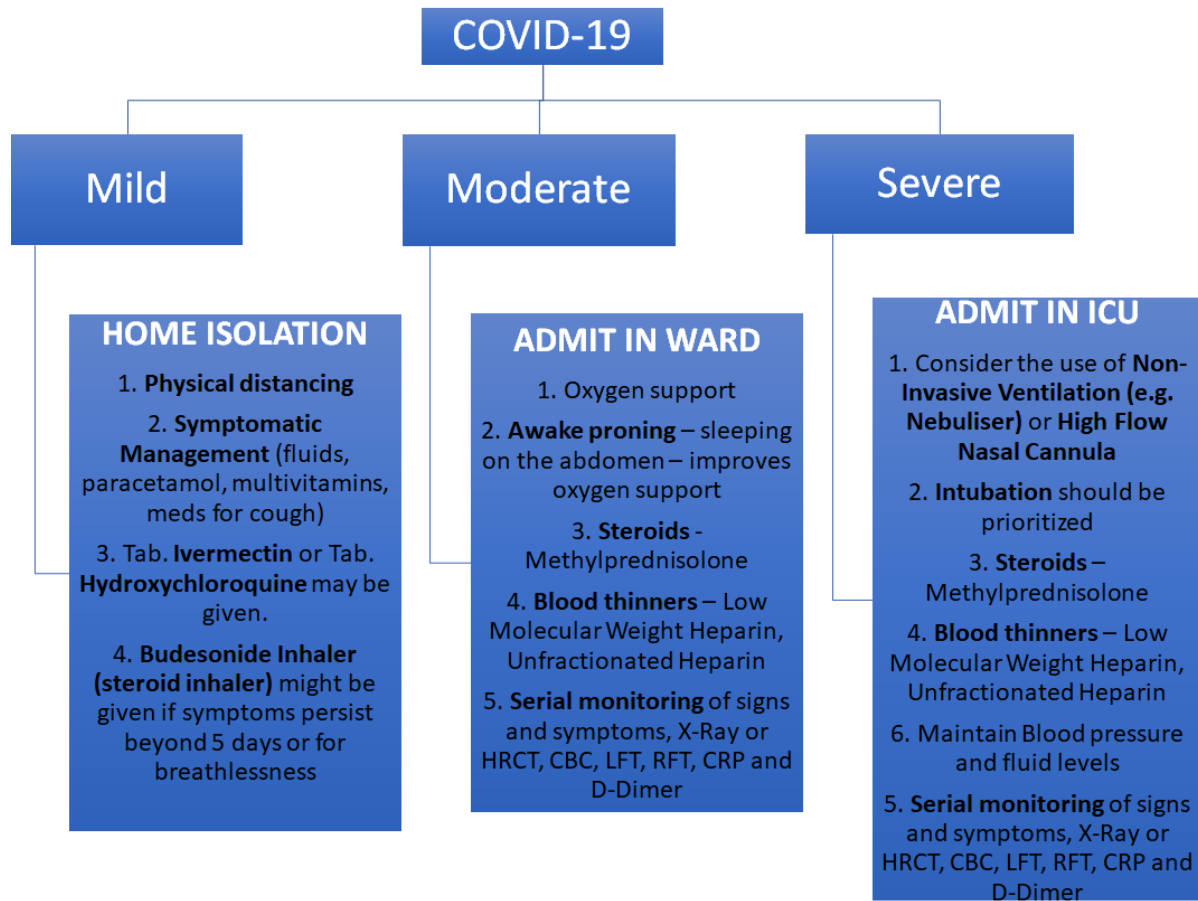 COVID-19
Mild
HOME ISOLATION
1. Physical distancing
2. Symptomatic
Management (fluids,
paracetamol, multivitamins,
meds for cough)
3. Tab. Ivermectin or Tab.
Hydroxychloroquine may be
given.
4. Budesonide Inhaler
(steroid inhaler) might be
given if symptoms persist
beyond 5 days or for
breathlessness
Moderate
ADMIT IN WARD
1. Oxygen support
2. Awake proning – sleeping
on the abdomen – improves
oxygen support
3. Steroids -
Methylprednisolone
4. Blood thinners – Low
Molecular Weight Heparin,
Unfractionated Heparin
5. Serial monitoring of signs
and symptoms, X-Ray or
HRCT, CBC, LFT, RFT, CRP and
D-Dimer
Severe
ADMIT IN ICU
1. Consider the use of Non-
Invasive Ventilation (e.g.
Nebuliser) or High Flow
Nasal Cannula
2. Intubation should be
prioritized
3. Steroids –
Methylprednisolone
4. Blood thinners – Low
Molecular Weight Heparin,
Unfractionated Heparin
6. Maintain Blood pressure
and fluid levels
5. Serial monitoring of signs
and symptoms, X-Ray or
HRCT, CBC, LFT, RFT, CRP and
D-Dimer